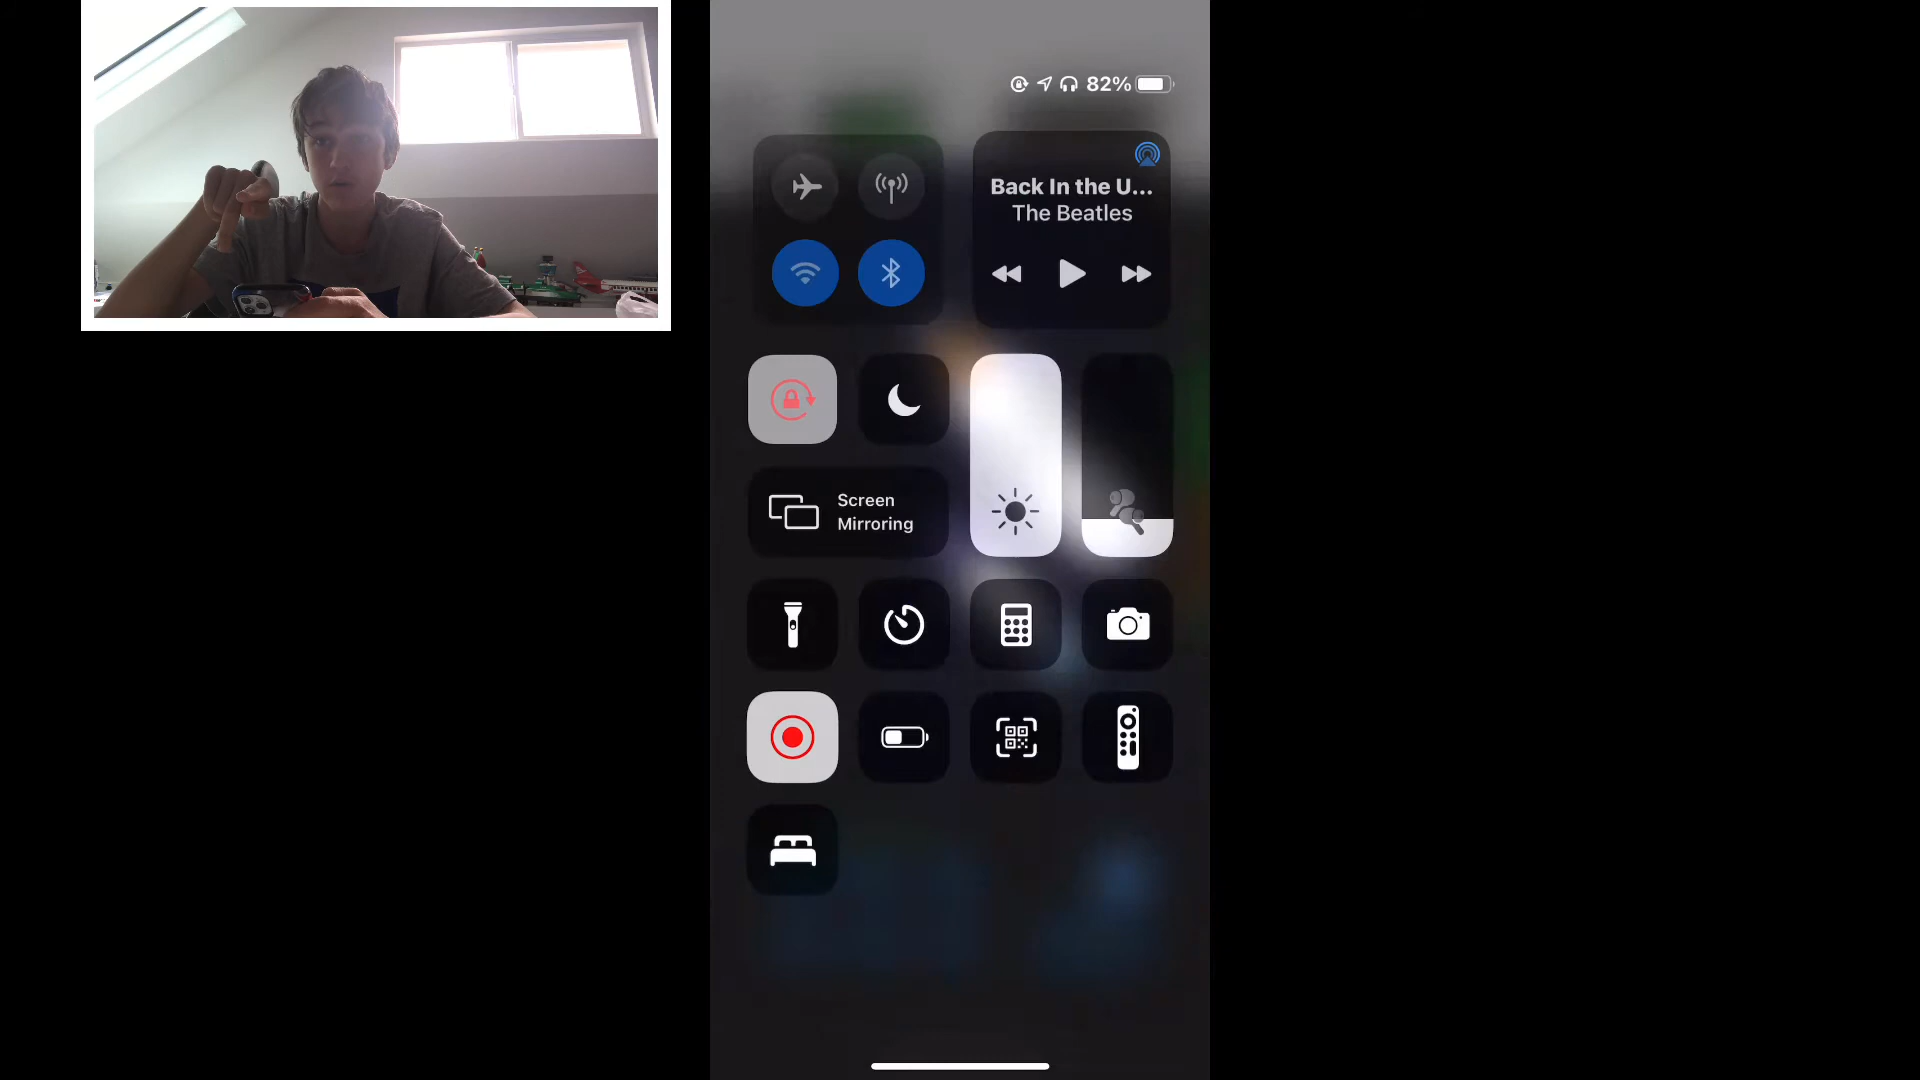 82%
Back In the U...
The Beatles
Screen
Mirroring